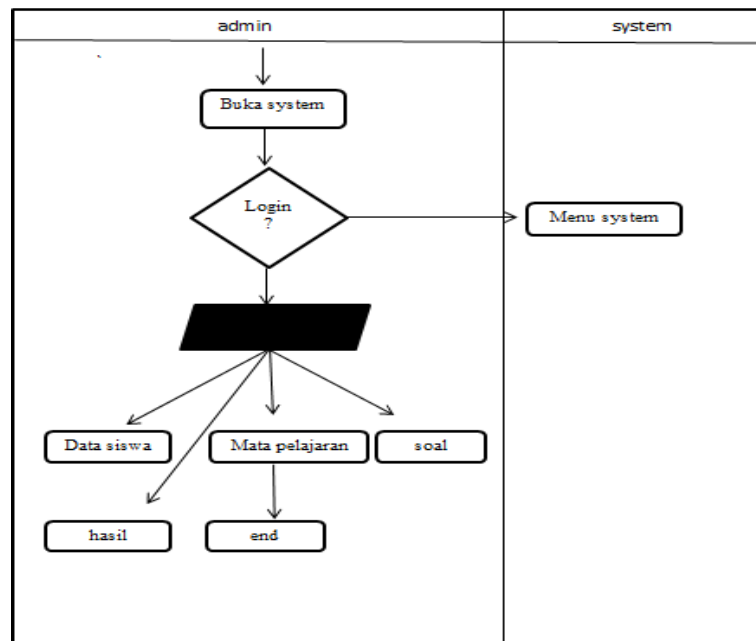 admin
system
Buka system
Login
?
Menu system
Data siswa
Mata pelajaran
soal
hasil
end